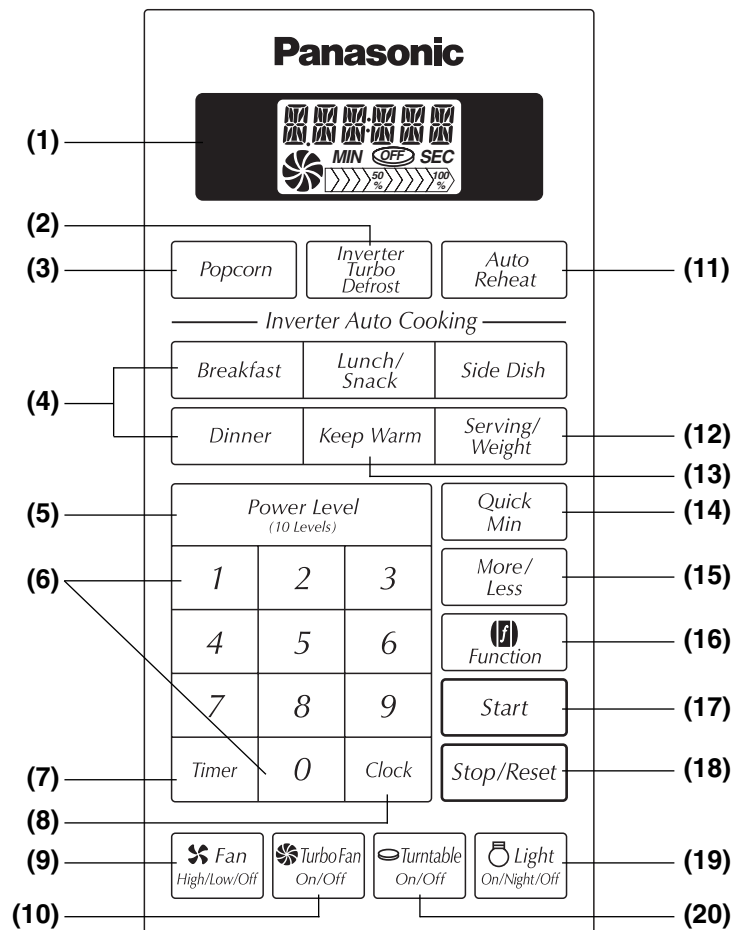 Panasonic
(1)
MIN OFF SEC
50 % 100 %
(2)
(3) Popcorn
Inverter
Turbo
Defrost
Auto
Reheat (11)
Inverter Auto Cooking
(4)
Breakfast
Lunch/
Snack
Side Dish
Dinner
Keep Warm
Serving/
Weight (12)
(13)
(5) Power Level
(10 Levels)
Quick
Min (14)
(6) 1 2 3
More/
Less (15)
4 5 6
f
Function (16)
7 8 9
Start (17)
(7) Timer 0 Clock
Stop/Reset (18)
(8)
(9) Fan
High/Low/Off
Turbo Fan
On/Off
Turntable
On/Off
Light
On/Night/Off (19)
(10) (20)